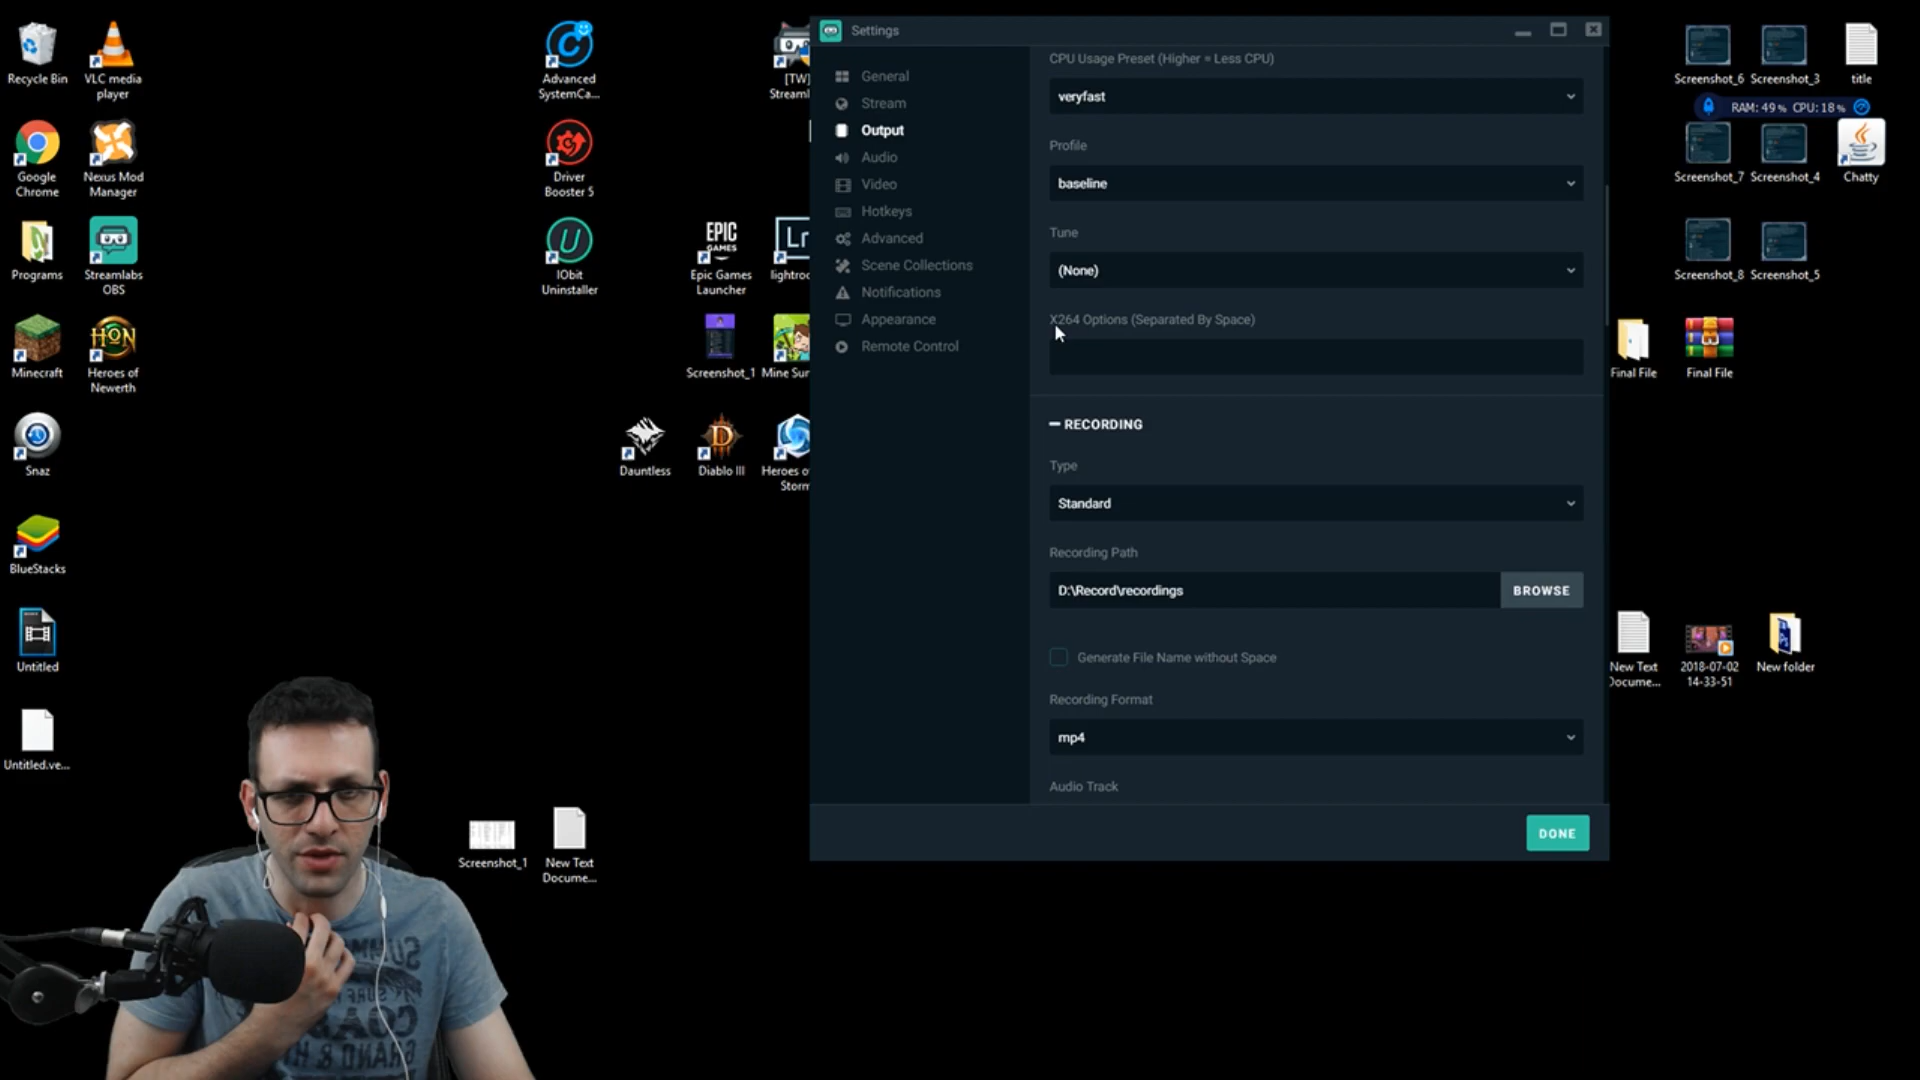 Recycle Bin
VLC media
player
Advanced
SystemCa...
[TW]
Google
Chrome
Nexus Mod
Manager
Driver
Booster 5
Programs
Streamlabs
OBS
IObit
Uninstaller
EPIC
GAMES
Epic Games
Launcher
Lr
Minecraft
HON
Heroes of
Newerth
Screenshot_1
Snaz
Dauntless
Diablo III
BlueStacks
Untitled
Untitled.ve...
Screenshot_1
New Text
Docume...
Settings
General
Stream
Output
Audio
Video
Hotkeys
Advanced
Scene Collections
Notifications
Appearance
Remote Control
CPU Usage Preset (Higher = Less CPU)
veryfast
Profile
baseline
Tune
(None)
X264 Options (Separated By Space)
RECORDING
Type
Standard
Recording Path
D:\Record\recordings
BROWSE
Generate File Name without Space
Recording Format
mp4
Audio Track
DONE
Screenshot_6
Screenshot_3
title
RAM: 49 % CPU: 18 %
Screenshot_7
Screenshot_4
Chatty
Screenshot_8
Screenshot_5
Final File
Final File
New Text
Docume...
2018-07-02
14-33-51
New folder